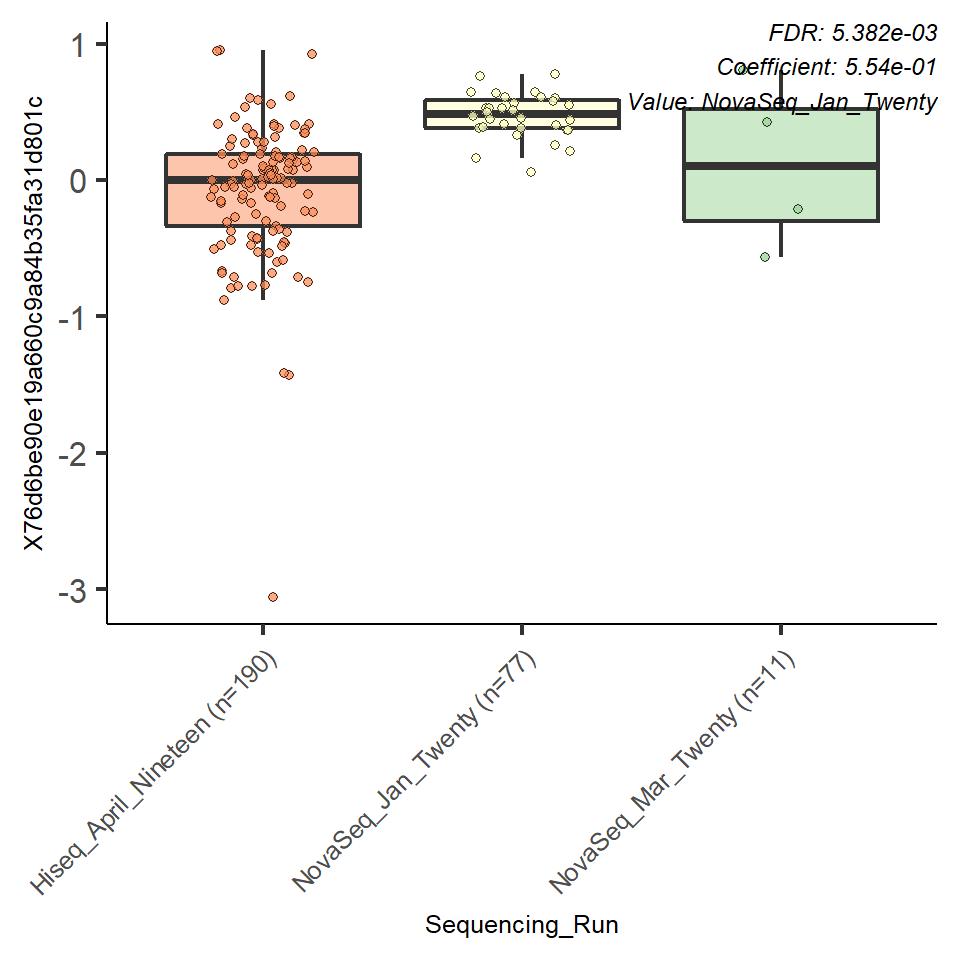 FDR: 5.382e-03
Coefficient: 5.54e-01
Value: NovaSeq_Jan_Twenty
X76d6be90e19a660c9a84b35fa31d801c
1
0
-1
-2
-3
Hiseq_April_Nineteen (n=190)
NovaSeq_Jan_Twenty (n=77)
NovaSeq_Mar_Twenty (n=11)
Sequencing_Run